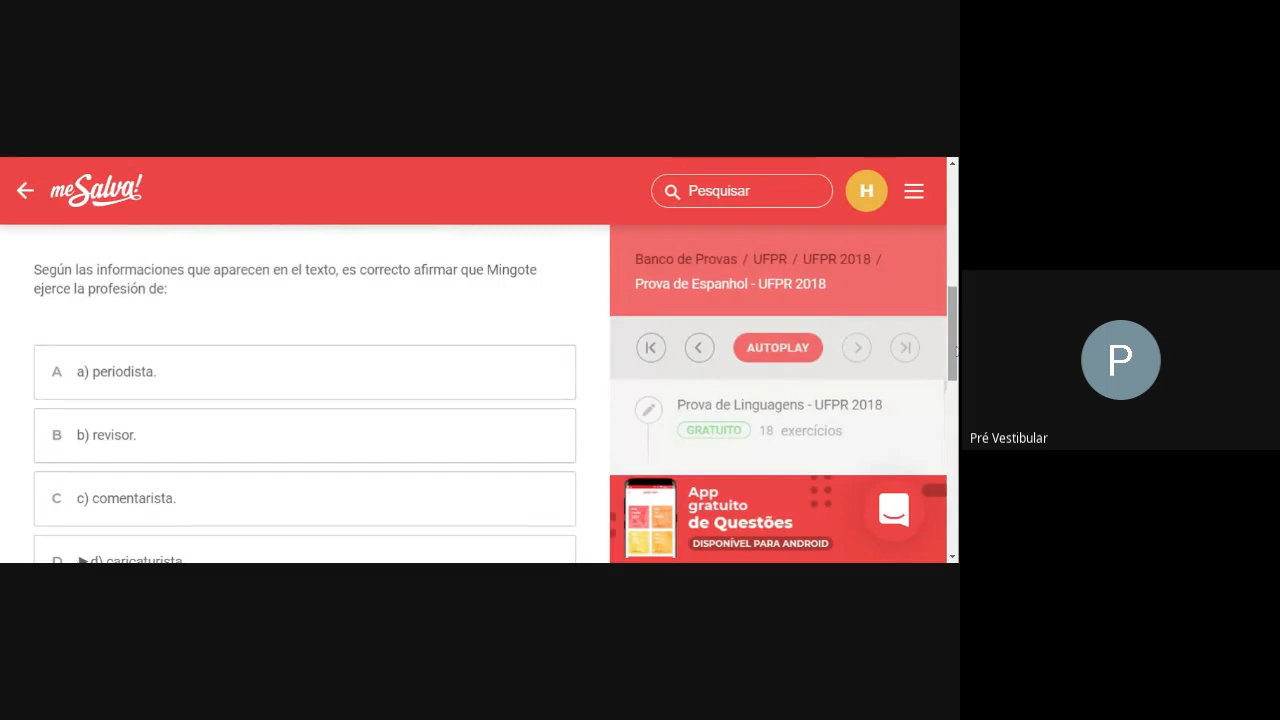 meSalva!
Pesquisar
H
Según las informaciones que aparecen en el texto, es correcto afirmar que Mingote
ejerce la profesión de:
A a) periodista.
B b) revisor.
C c) comentarista.
D ►d) caricaturista
Banco de Provas / UFPR / UFPR 2018 /
Prova de Espanhol - UFPR 2018
AUTOPLAY
Prova de Linguagens - UFPR 2018
GRATUITO 18 exercícios
App
gratuito
de Questões
DISPONÍVEL PARA ANDROID
P
Pré Vestibular